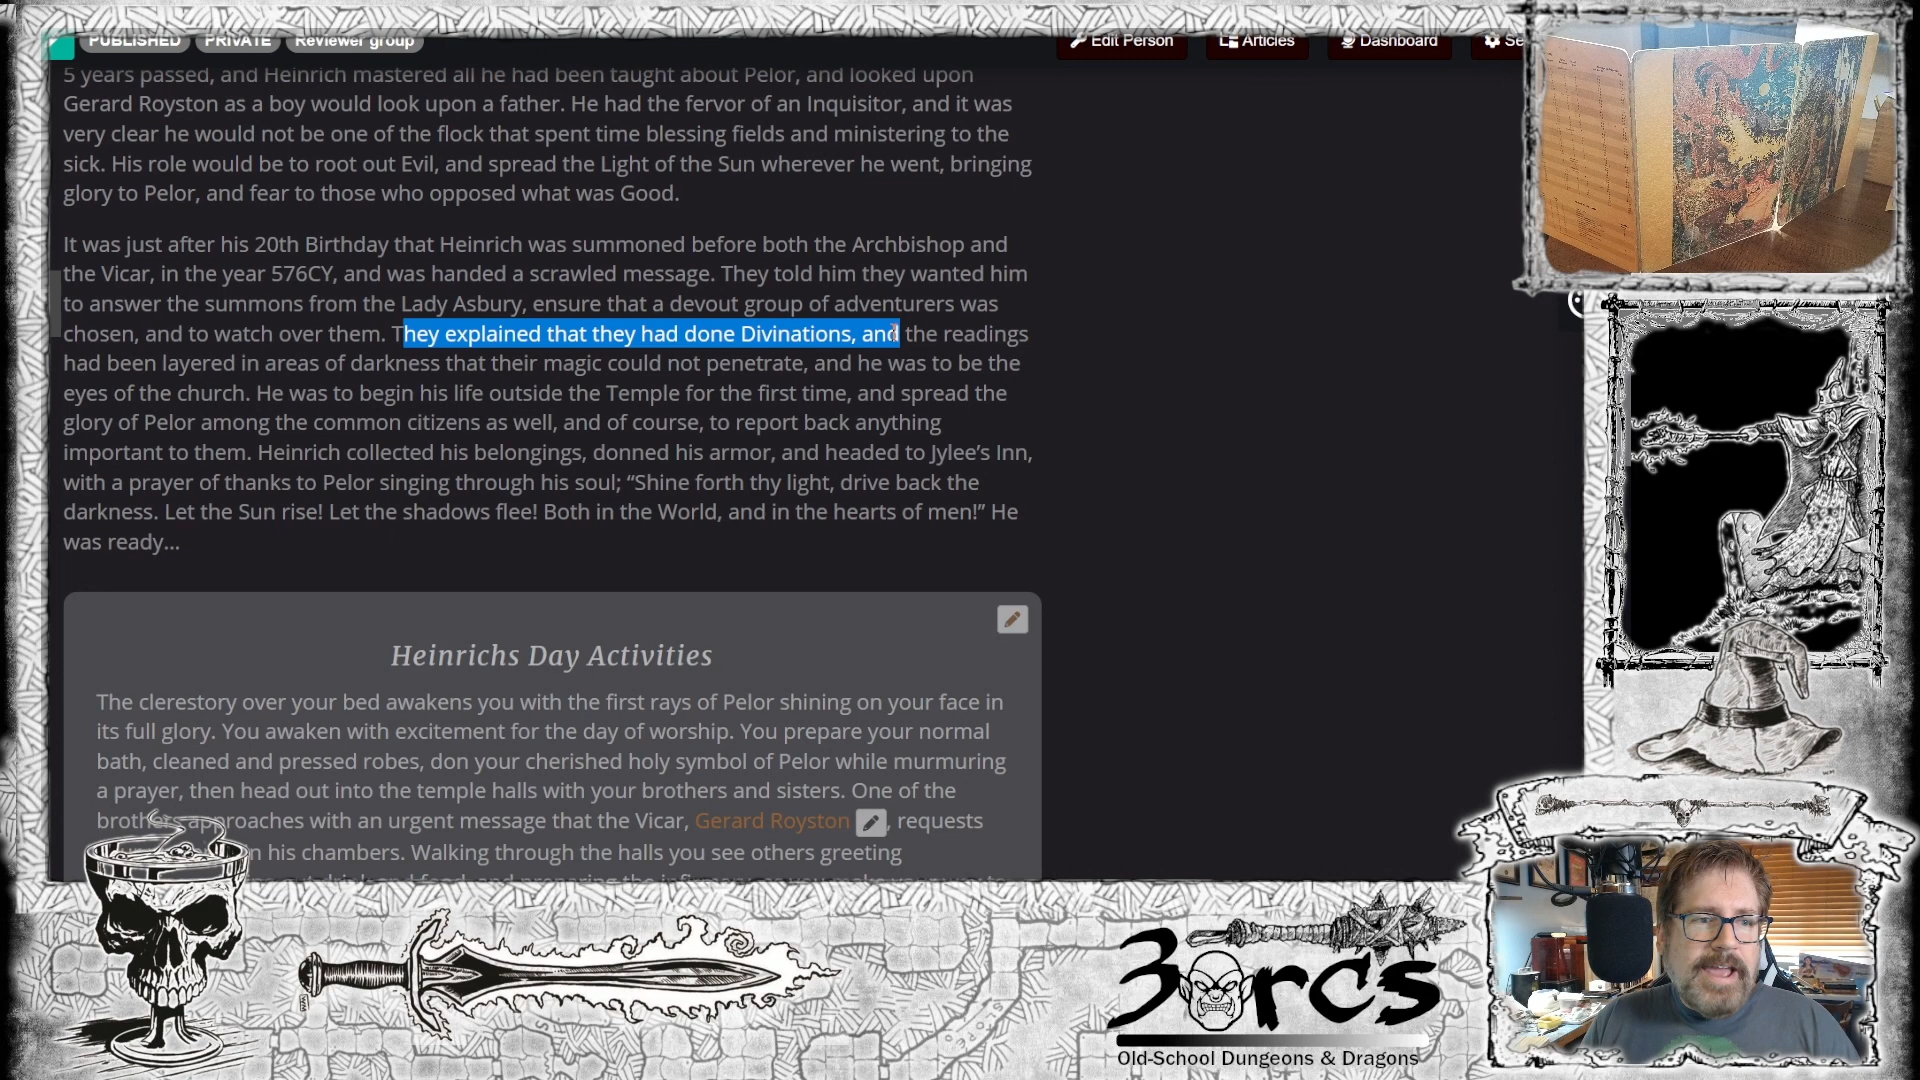 PUBLISHED PRIVATE Reviewer group
Edit Person Articles Dashboard Se
5 years passed, and Heinrich mastered all he had been taught about Pelor, and looked upon
Gerard Royston as a boy would look upon a father. He had the fervor of an Inquisitor, and it was
very clear he would not be one of the flock that spent time blessing fields and ministering to the
sick. His role would be to root out Evil, and spread the Light of the Sun wherever he went, bringing
glory to Pelor, and fear to those who opposed what was Good.
It was just after his 20th Birthday that Heinrich was summoned before both the Archbishop and
the Vicar, in the year 576CY, and was handed a scrawled message. They told him they wanted him
to answer the summons from the Lady Asbury, ensure that a devout group of adventurers was
chosen, and to watch over them. They explained that they had done Divinations, and the readings
had been layered in areas of darkness that their magic could not penetrate, and he was to be the
eyes of the church. He was to begin his life outside the Temple for the first time, and spread the
glory of Pelor among the common citizens as well, and of course, to report back anything
important to them. Heinrich collected his belongings, donned his armor, and headed to Jylee’s Inn,
with a prayer of thanks to Pelor singing through his soul; “Shine forth thy light, drive back the
darkness. Let the Sun rise! Let the shadows flee! Both in the World, and in the hearts of men!” He
was ready...
Heinrichs Day Activities
The clerestory over your bed awakens you with the first rays of Pelor shining on your face in
its full glory. You awaken with excitement for the day of worship. You prepare your normal
bath, cleaned and pressed robes, don your cherished holy symbol of Pelor while murmuring
a prayer, then head out into the temple halls with your brothers and sisters. One of the
brothers approaches with an urgent message that the Vicar, Gerard Royston, requests
n his chambers. Walking through the halls you see others greeting
3 orcs
Old-School Dungeons & Dragons